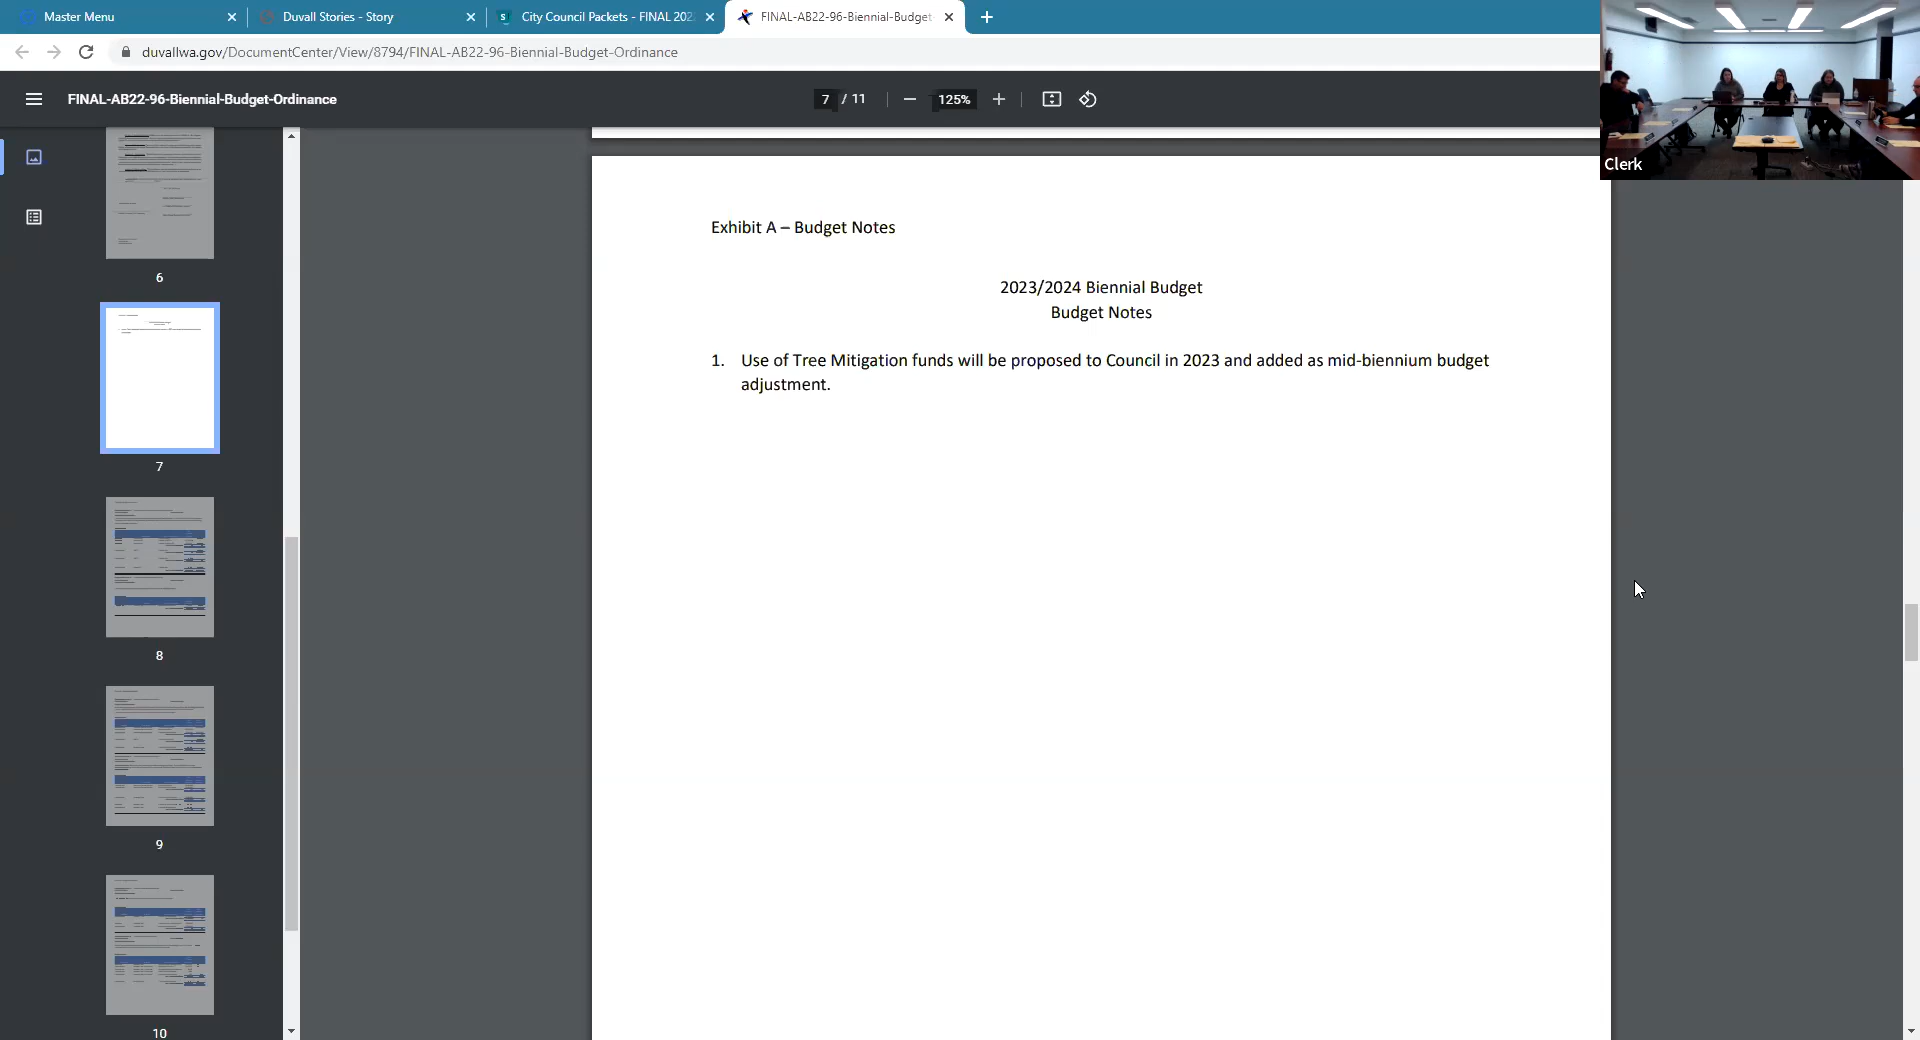 Master Menu
Duvall Stories - Story
City Council Packets - FINAL 202
FINAL-AB22-96-Biennial-Budget
duvallwa.gov/DocumentCenter/View/8794/FINAL-AB22-96-Biennial-Budget-Ordinance
FINAL-AB22-96-Biennial-Budget-Ordinance
7 / 11
125%
Clerk
6
7
8
9
10
Exhibit A – Budget Notes
2023/2024 Biennial Budget
Budget Notes
1. Use of Tree Mitigation funds will be proposed to Council in 2023 and added as mid-biennium budget
adjustment.